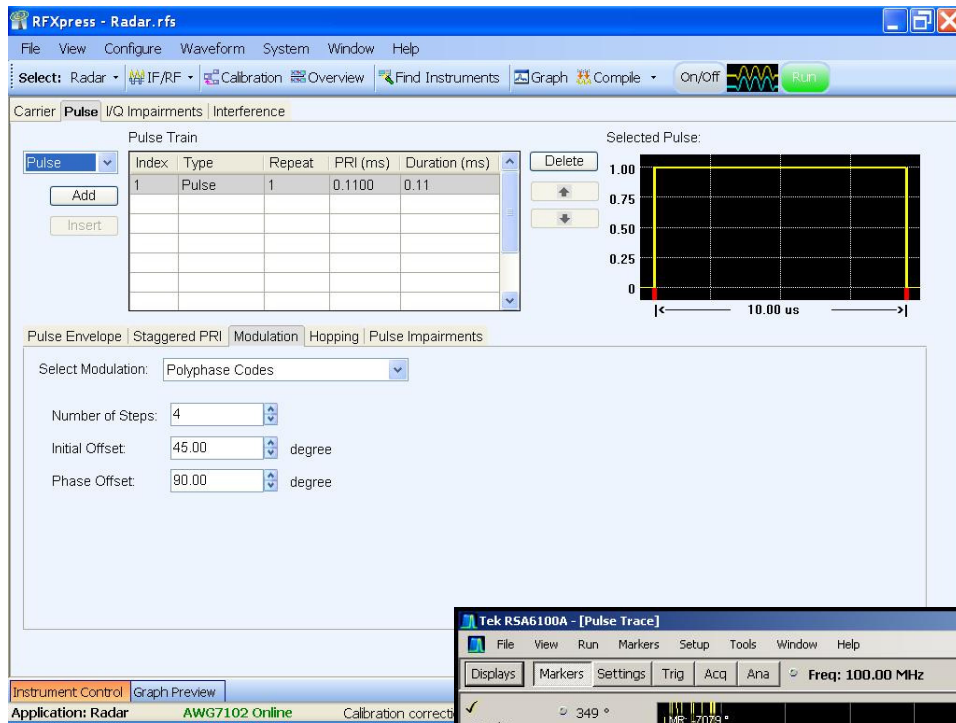 RFXpress - Radar.rfs
File View Configure Waveform System Window Help
Select: Radar IF/RF Calibration Overview Find Instruments Graph Compile On/Off Run
Carrier Pulse I/Q Impairments Interference
Pulse Train
Selected Pulse:
Pulse
Index Type Repeat PRI (ms) Duration (ms)
1 Pulse 1 0.1100 0.11
Add
Insert
Delete
1.00
0.75
0.50
0.25
0
10.00 us
Pulse Envelope Staggered PRI Modulation Hopping Pulse Impairments
Select Modulation: Polyphase Codes
Number of Steps: 4
Initial Offset: 45.00 degree
Phase Offset: 90.00 degree
Instrument Control Graph Preview
Application: Radar AWG7102 Online Calibration correcti
Tek RSA6100A - [Pulse Trace]
File View Run Markers Setup Tools Window Help
Displays Markers Settings Trig Acq Ana Freq: 100.00 MHz
349 °
MR: -7079 °